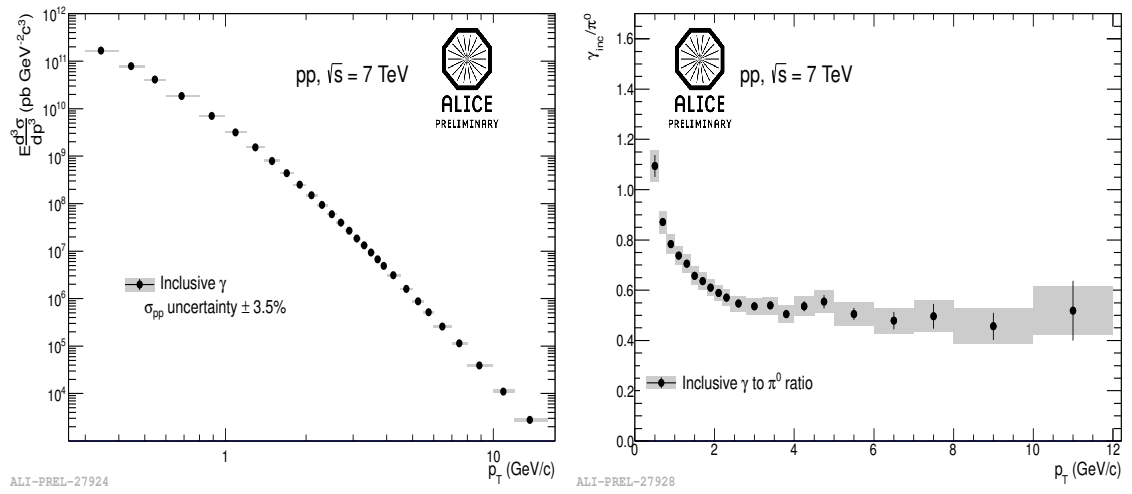 10¹²
10¹¹
10¹⁰
10⁹
10⁸
10⁷
10⁶
10⁵
10⁴
E d³σ/dp³ (pb GeV⁻²c³)
pp, √s = 7 TeV
ALICE
PRELIMINARY
Inclusive γ
σpp uncertainty ± 3.5%
1
10
pT (GeV/c)
ALI-PREL-27924
γinc/π⁰
1.6
1.4
1.2
1.0
0.8
0.6
0.4
0.2
0.0
ALICE
PRELIMINARY
pp, √s = 7 TeV
Inclusive γ to π⁰ ratio
0 2 4 6 8 10 12
pT (GeV/c)
ALI-PREL-27928